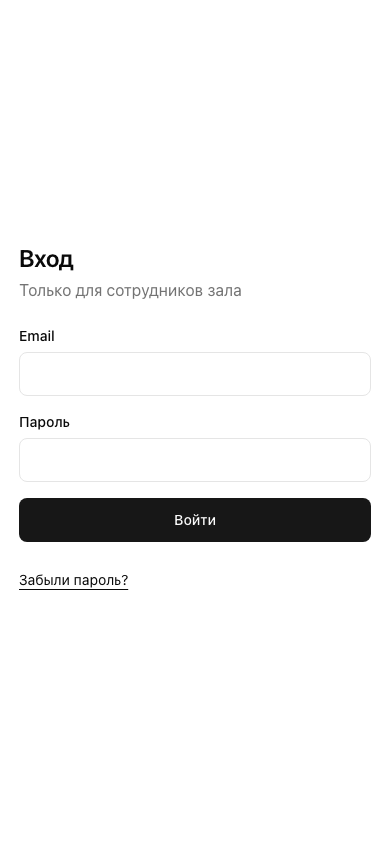 Вход
Только для сотрудников зала
Email
Пароль
Войти
Забыли пароль?